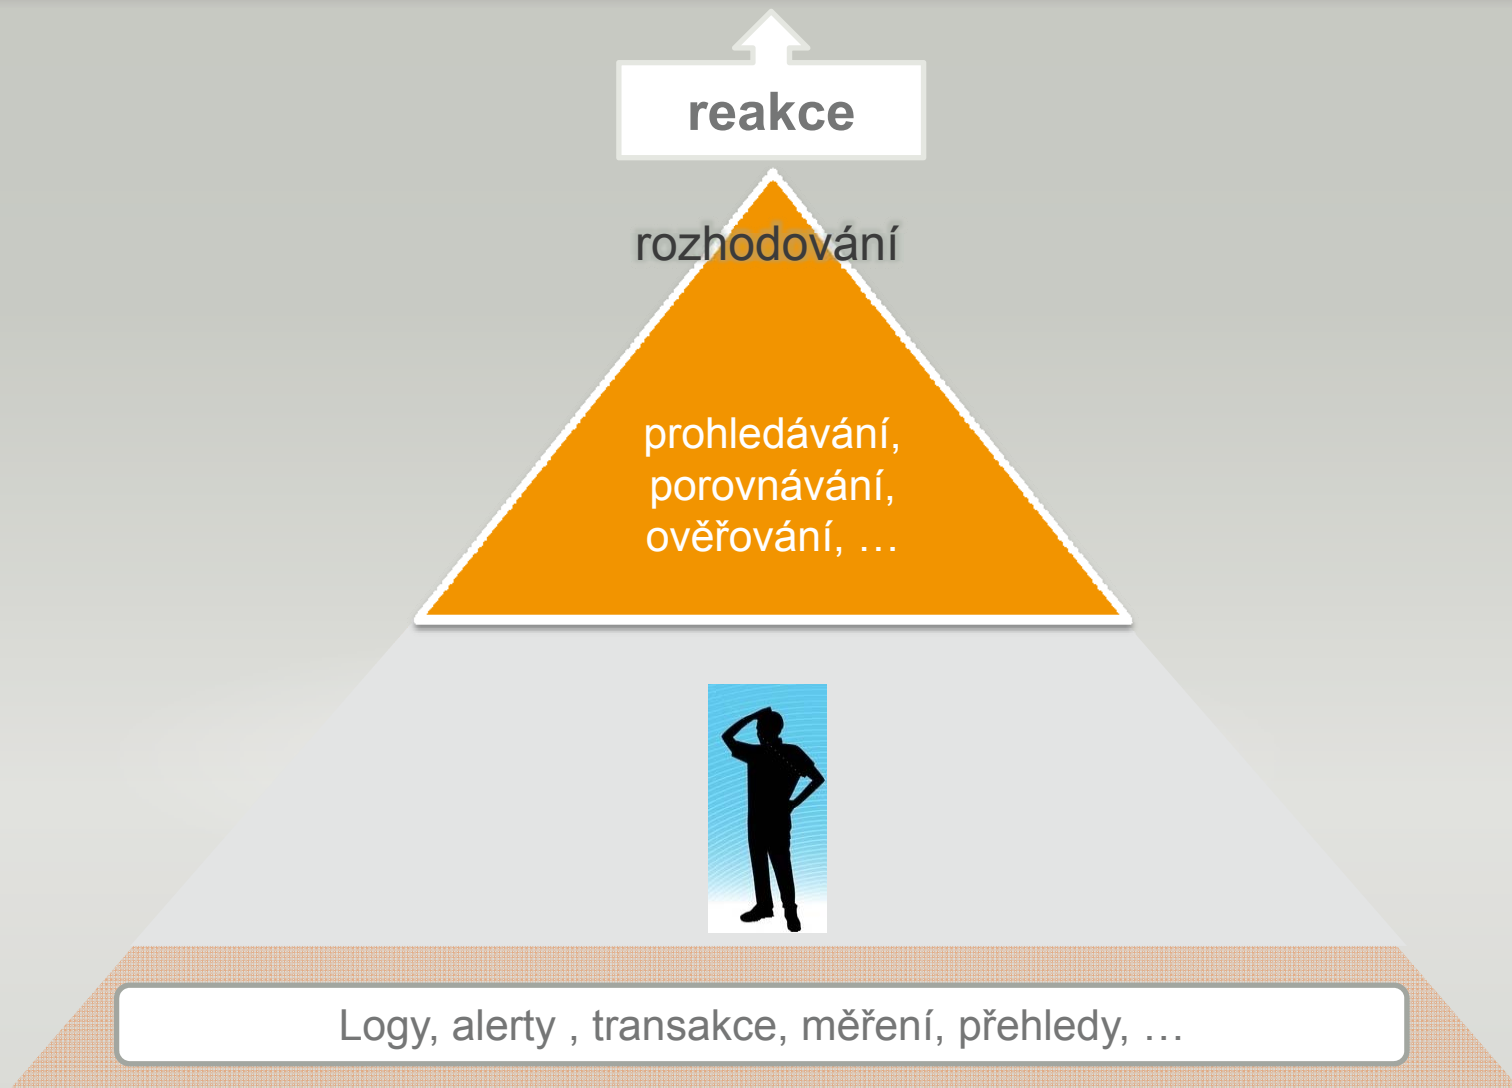 reakce
rozhodování
prohledávání,
porovnávání,
ověřování, …
Logy, alerty , transakce, měření, přehledy, …